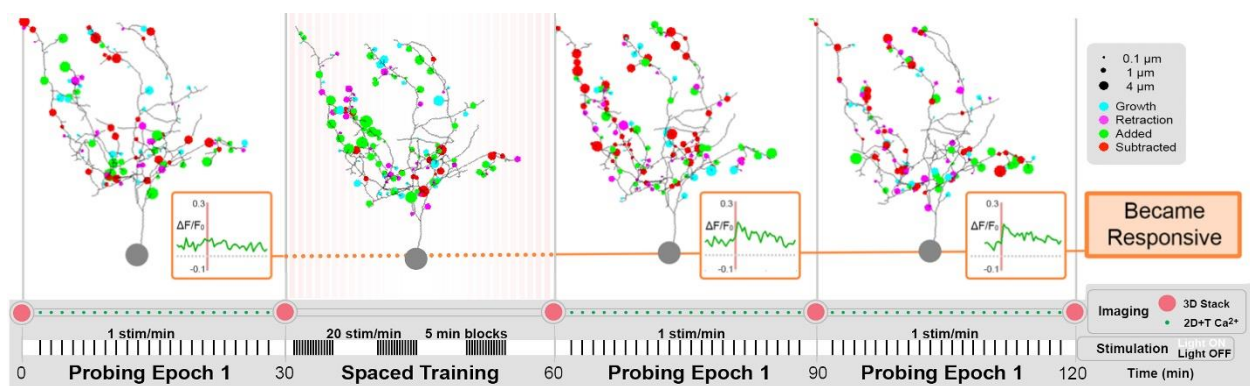 0.1 µm
1 µm
4 µm
Growth
Retraction
Added
Subtracted
0.3
ΔF/F₀
-0.1
0.3
ΔF/F₀
-0.1
0.3
ΔF/F₀
-0.1
Became
Responsive
Imaging
3D Stack
2D+T Ca²⁺
1 stim/min
20 stim/min
5 min blocks
1 stim/min
1 stim/min
Stimulation
Light ON
Light OFF
0
Probing Epoch 1
30
Spaced Training
60
Probing Epoch 1
90
Probing Epoch 1
120
Time (min)